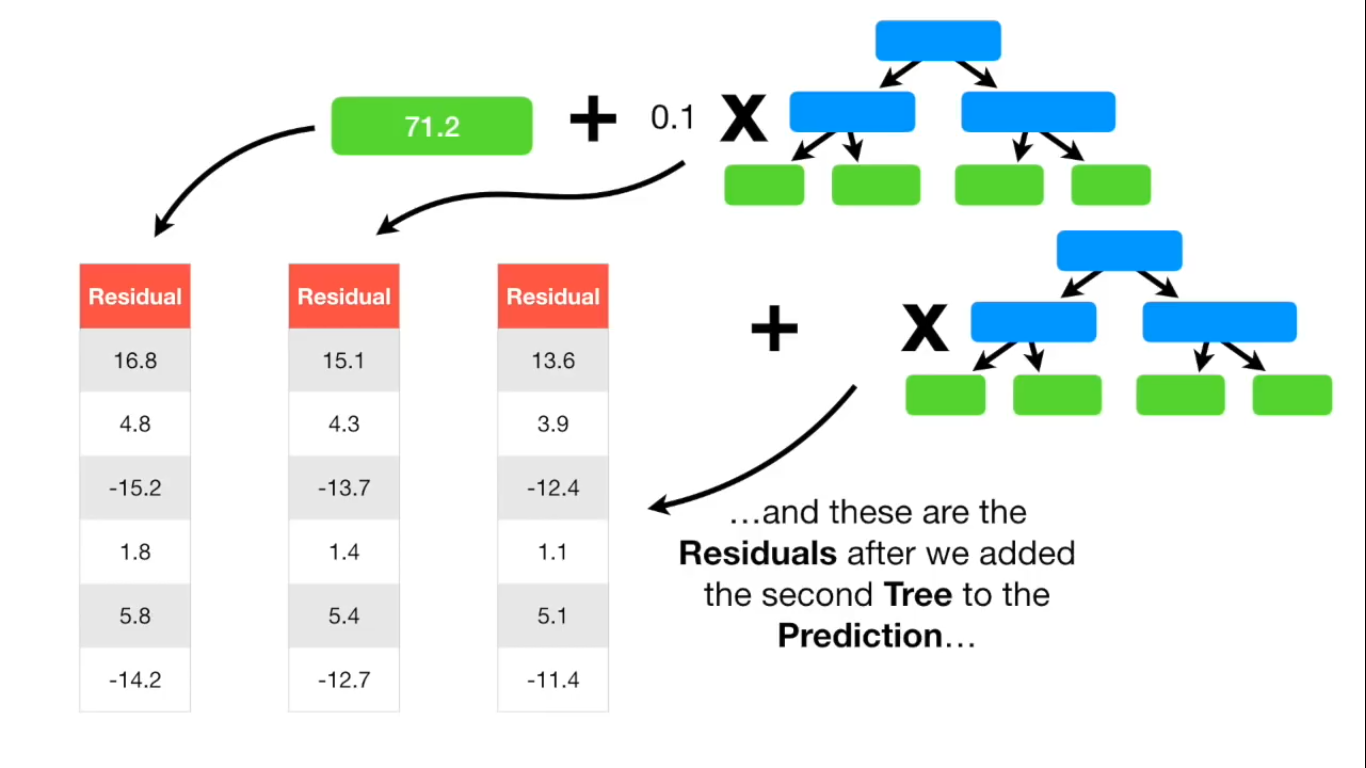 71.2 + 0.1 X
+ X
Residual Residual Residual
16.8 15.1 13.6
4.8 4.3 3.9
-15.2 -13.7 -12.4
1.8 1.4 1.1
5.8 5.4 5.1
-14.2 -12.7 -11.4
…and these are the
Residuals after we added
the second Tree to the
Prediction…